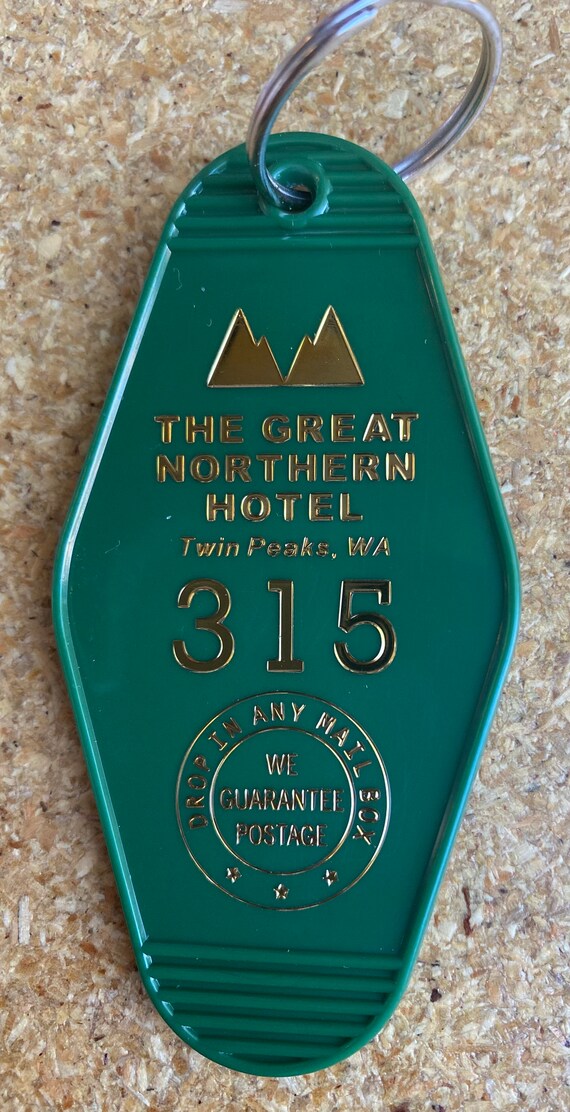 THE GREAT
NORTHERN
HOTEL
Twin Peaks, WA
315
DROP IN ANY MAIL BOX
WE
GUARANTEE
POSTAGE